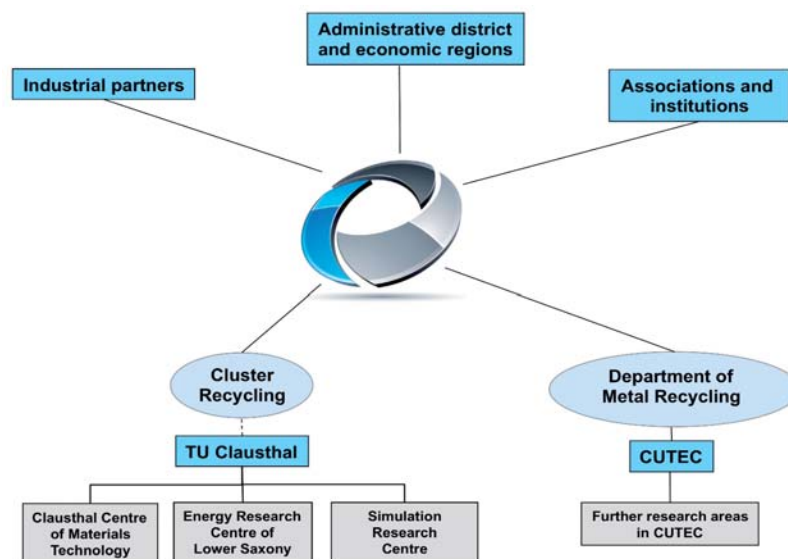 Administrative district
and economic regions
Industrial partners
Associations and
institutions
Cluster
Recycling
Department of
Metal Recycling
TU Clausthal
CUTEC
Clausthal Centre
of Materials
Technology
Energy Research
Centre of
Lower Saxony
Simulation
Research
Centre
Further research areas
in CUTEC